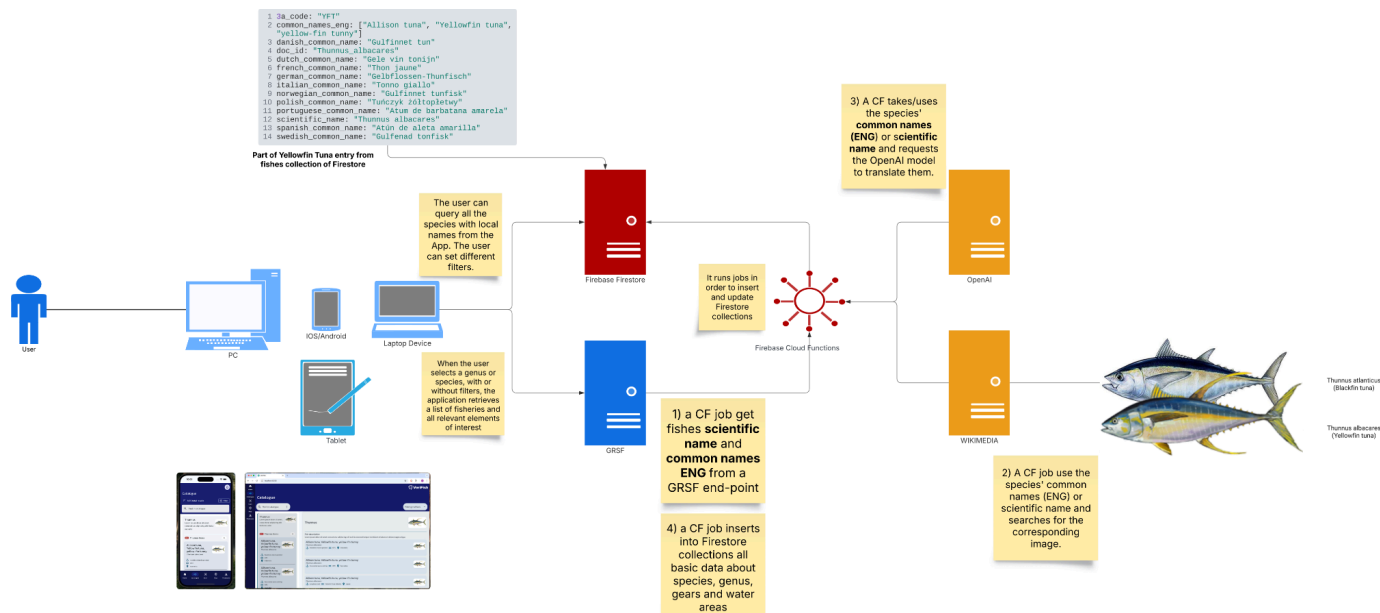 1 3a_code: "YFT"
2 common_names_eng: ["Allison tuna", "Yellowfin tuna",
"yellow-fin tunny"]
3 danish_common_name: "Gulfinnet tun"
4 doc_id: "Thunnus_albacares"
5 dutch_common_name: "Gele vin tonijn"
6 french_common_name: "Thon jaune"
7 german_common_name: "Gelbflossen-Thunfisch"
8 italian_common_name: "Tonno giallo"
9 norwegian_common_name: "Gulfinnet tunfisk"
10 polish_common_name: "Tuńczyk żółtopłetwy"
11 portuguese_common_name: "Atum de barbatana amarela"
12 scientific_name: "Thunnus albacares"
13 spanish_common_name: "Atún de aleta amarilla"
14 swedish_common_name: "Gulfenad tonfisk"
Part of Yellowfin Tuna entry from
fishes collection of Firestore
3) A CF takes/uses
the species'
common names
(ENG) or scientific
name and requests
the OpenAI model
to translate them.
The user can
query all the
species with local
names from the
App. The user
can set different
filters.
Firebase Firestore
OpenAI
It runs jobs in
order to insert
and update
Firestore
collections
User
PC
IOS/Android
Laptop Device
Firebase Cloud Functions
When the user
selects a genus or
species, with or
without filters, the
application retrieves
a list of fisheries and
all relevant elements
of interest
Tablet
GRSF
WIKIMEDIA
Thunnus atlanticus
(Blackfin tuna)
Thunnus albacares
(Yellowfin tuna)
1) a CF job get
fishes scientific
name and
common names
ENG from a
GRSF end-point
2) A CF job use the
species' common
names (ENG) or
scientific name and
searches for the
corresponding
image.
4) a CF job inserts
into Firestore
collections all
basic data about
species, genus,
gears and water
areas
Catalogue
Catalogue
Thunnus